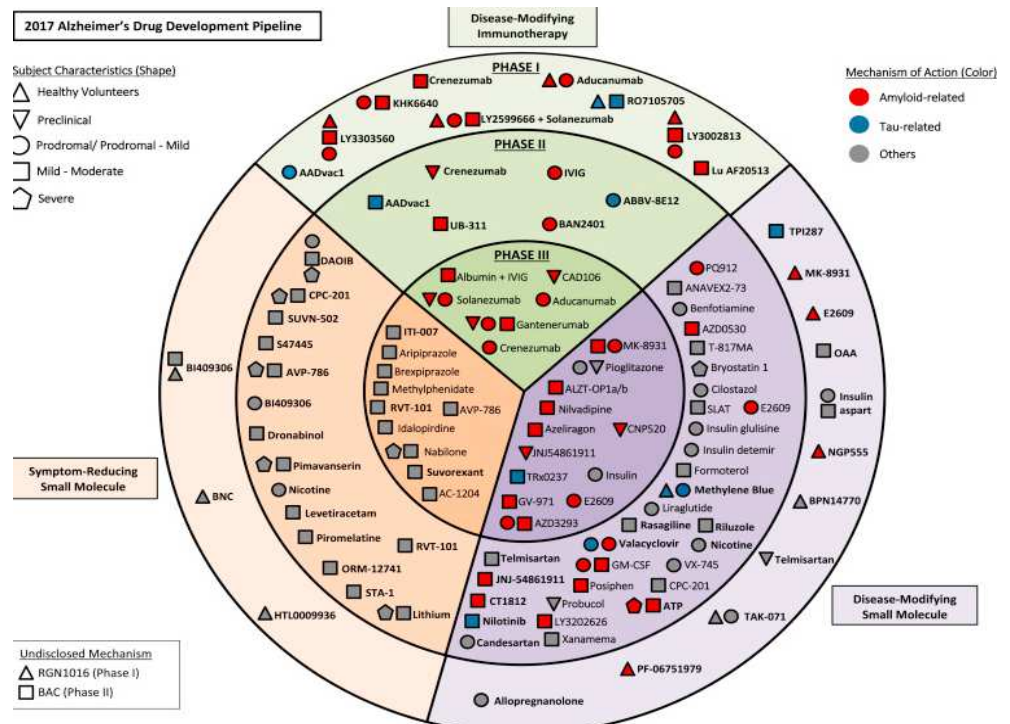 2017 Alzheimer's Drug Development Pipeline
Disease-Modifying
Immunotherapy
Subject Characteristics (Shape)
Healthy Volunteers
Preclinical
Prodromal/ Prodromal - Mild
Mild - Moderate
Severe
Mechanism of Action (Color)
Amyloid-related
Tau-related
Others
PHASE I
Crenezumab
Aducanumab
KHK6640
RO7105705
LY2599666 + Solanezumab
LY3303560
LY3002813
AADvac1
Lu AF20513
PHASE II
Crenezumab
IVIG
AADvac1
ABBV-8E12
UB-311
BAN2401
PHASE III
Albumin + IVIG
CAD106
Solanezumab
Aducanumab
Gantenerumab
Crenezumab
TPI287
MK-8931
E2609
OAA
Insulin
aspart
NGP555
BPN14770
Telmisartan
TAK-071
PF-06751979
Allopregnanolone
PQ912
ANAVEX2-73
Benfotiamine
AZD0530
T-817MA
Bryostatin 1
Cilostazol
SLAT
E2609
Insulin glulisine
Insulin detemir
Formoterol
Methylene Blue
Liraglutide
Rasagiline
Riluzole
Valacyclovir
Nicotine
Telmisartan
GM-CSF
VX-745
JNJ-54861911
Posiphen
CPC-201
CT1812
Probucol
ATP
Nilotinib
LY3202626
Candesartan
Xanamema
MK-8931
Pioglitazone
ALZT-OP1a/b
Nilvadipine
Azeliragon
CNP520
JNJ54861911
TRx0237
Insulin
GV-971
E2609
AZD3293
Disease-Modifying
Small Molecule
ITI-007
Aripiprazole
Brexpiprazole
Methylphenidate
RVT-101
AVP-786
Idalopirdine
Nabilone
Suvorexant
AC-1204
DAOIB
CPC-201
SUVN-502
S47445
AVP-786
BI409306
Dronabinol
Pimavanserin
Nicotine
Levetiracetam
Piromelatine
RVT-101
ORM-12741
STA-1
Lithium
BI409306
BNC
HTL0009936
Symptom-Reducing
Small Molecule
Undisclosed Mechanism
RGN1016 (Phase I)
BAC (Phase II)